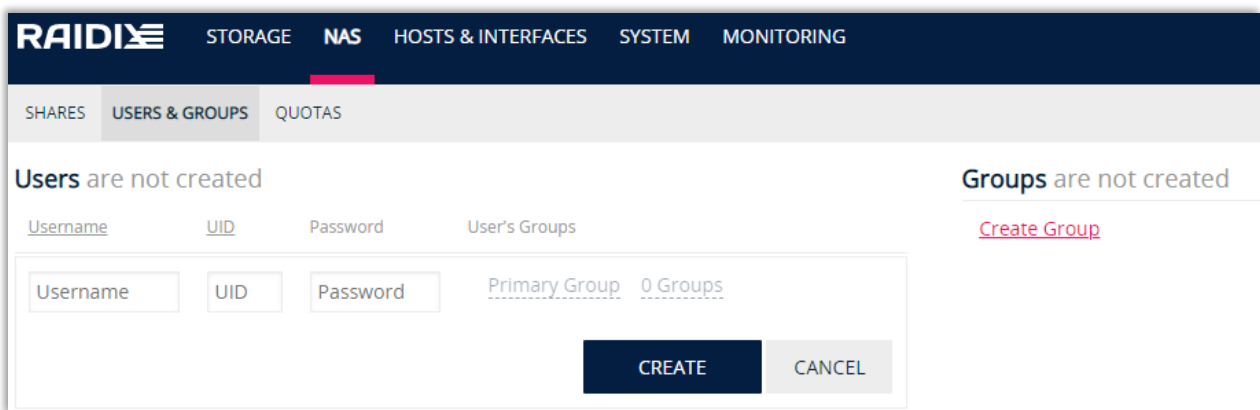 RAIDIX STORAGE NAS HOSTS & INTERFACES SYSTEM MONITORING
SHARES USERS & GROUPS QUOTAS
Users are not created
Username UID Password User's Groups
Username UID Password Primary Group 0 Groups
CREATE CANCEL
Groups are not created
Create Group